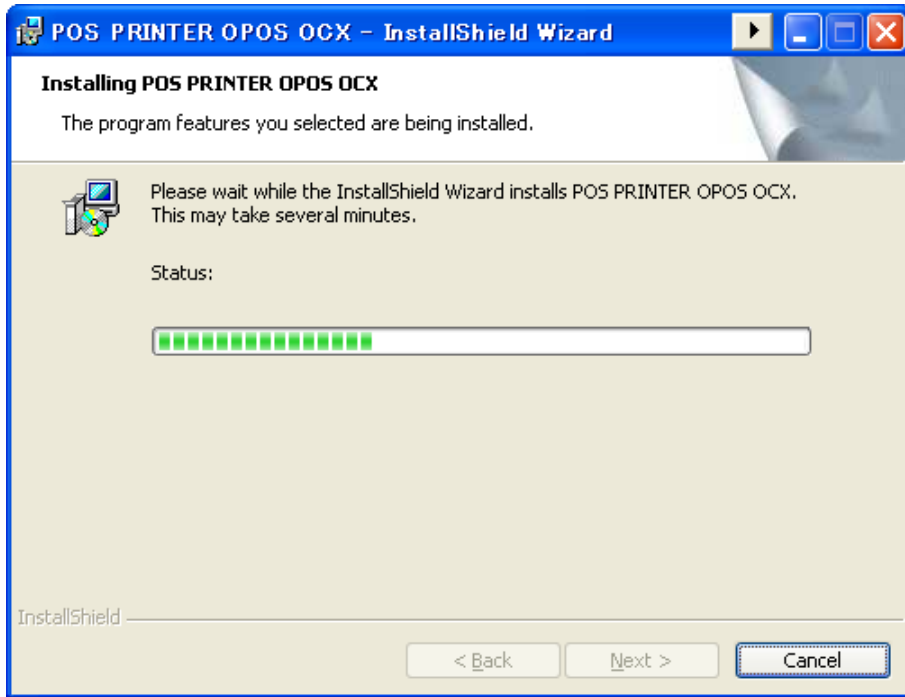 POS PRINTER OPOS OCX - InstallShield Wizard
Installing POS PRINTER OPOS OCX
The program features you selected are being installed.
Please wait while the InstallShield Wizard installs POS PRINTER OPOS OCX.
This may take several minutes.
Status:
InstallShield
< Back
Next >
Cancel